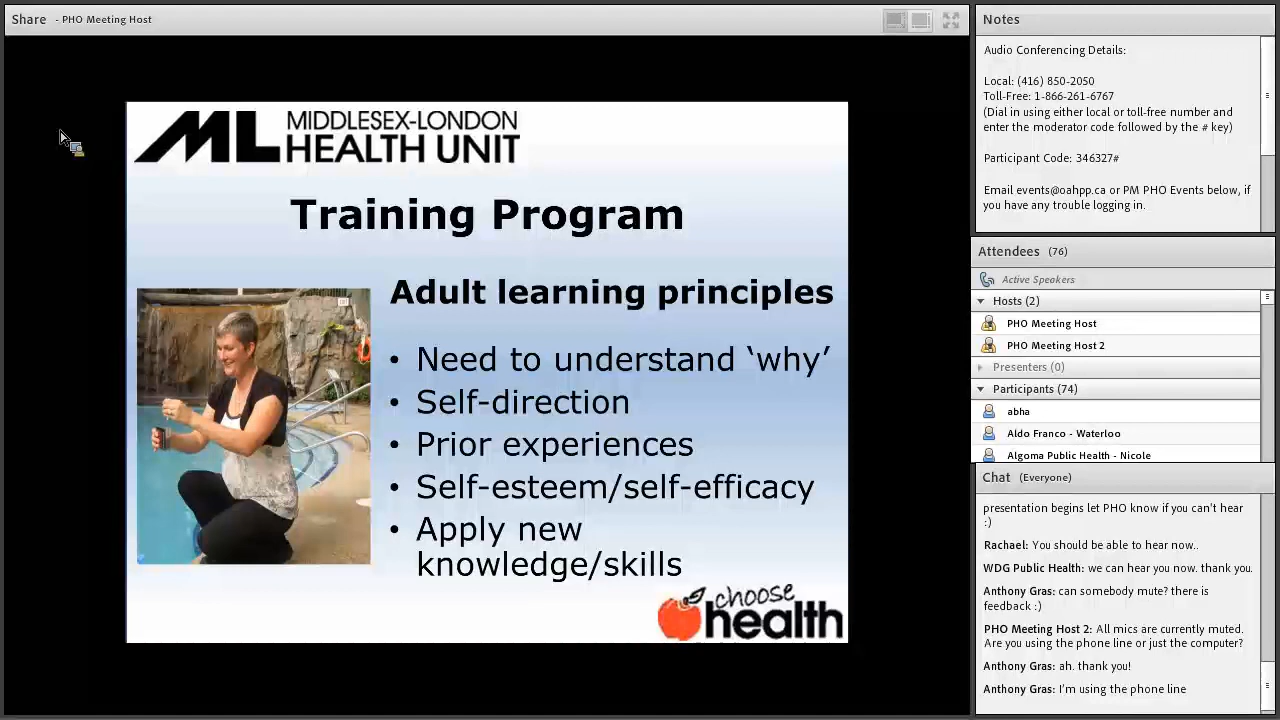 Share - PHO Meeting Host
ML MIDDLESEX-LONDON
HEALTH UNIT
Training Program
Adult learning principles
• Need to understand ‘why’
• Self-direction
• Prior experiences
• Self-esteem/self-efficacy
• Apply new
knowledge/skills
choose
health
Notes
Audio Conferencing Details:
Local: (416) 850-2050
Toll-Free: 1-866-261-6767
(Dial in using either local or toll-free number and
enter the moderator code followed by the # key)
Participant Code: 346327#
Email events@oahpp.ca or PM PHO Events below, if
you have any trouble logging in.
Attendees (76)
Active Speakers
Hosts (2)
PHO Meeting Host
PHO Meeting Host 2
Presenters (0)
Participants (74)
abha
Aldo Franco - Waterloo
Algoma Public Health - Nicole
Chat (Everyone)
presentation begins let PHO know if you can't hear
:)
Rachael: You should be able to hear now..
WDG Public Health: we can hear you now. thank you.
Anthony Gras: can somebody mute? there is
feedback :)
PHO Meeting Host 2: All mics are currently muted.
Are you using the phone line or just the computer?
Anthony Gras: ah. thank you!
Anthony Gras: I'm using the phone line